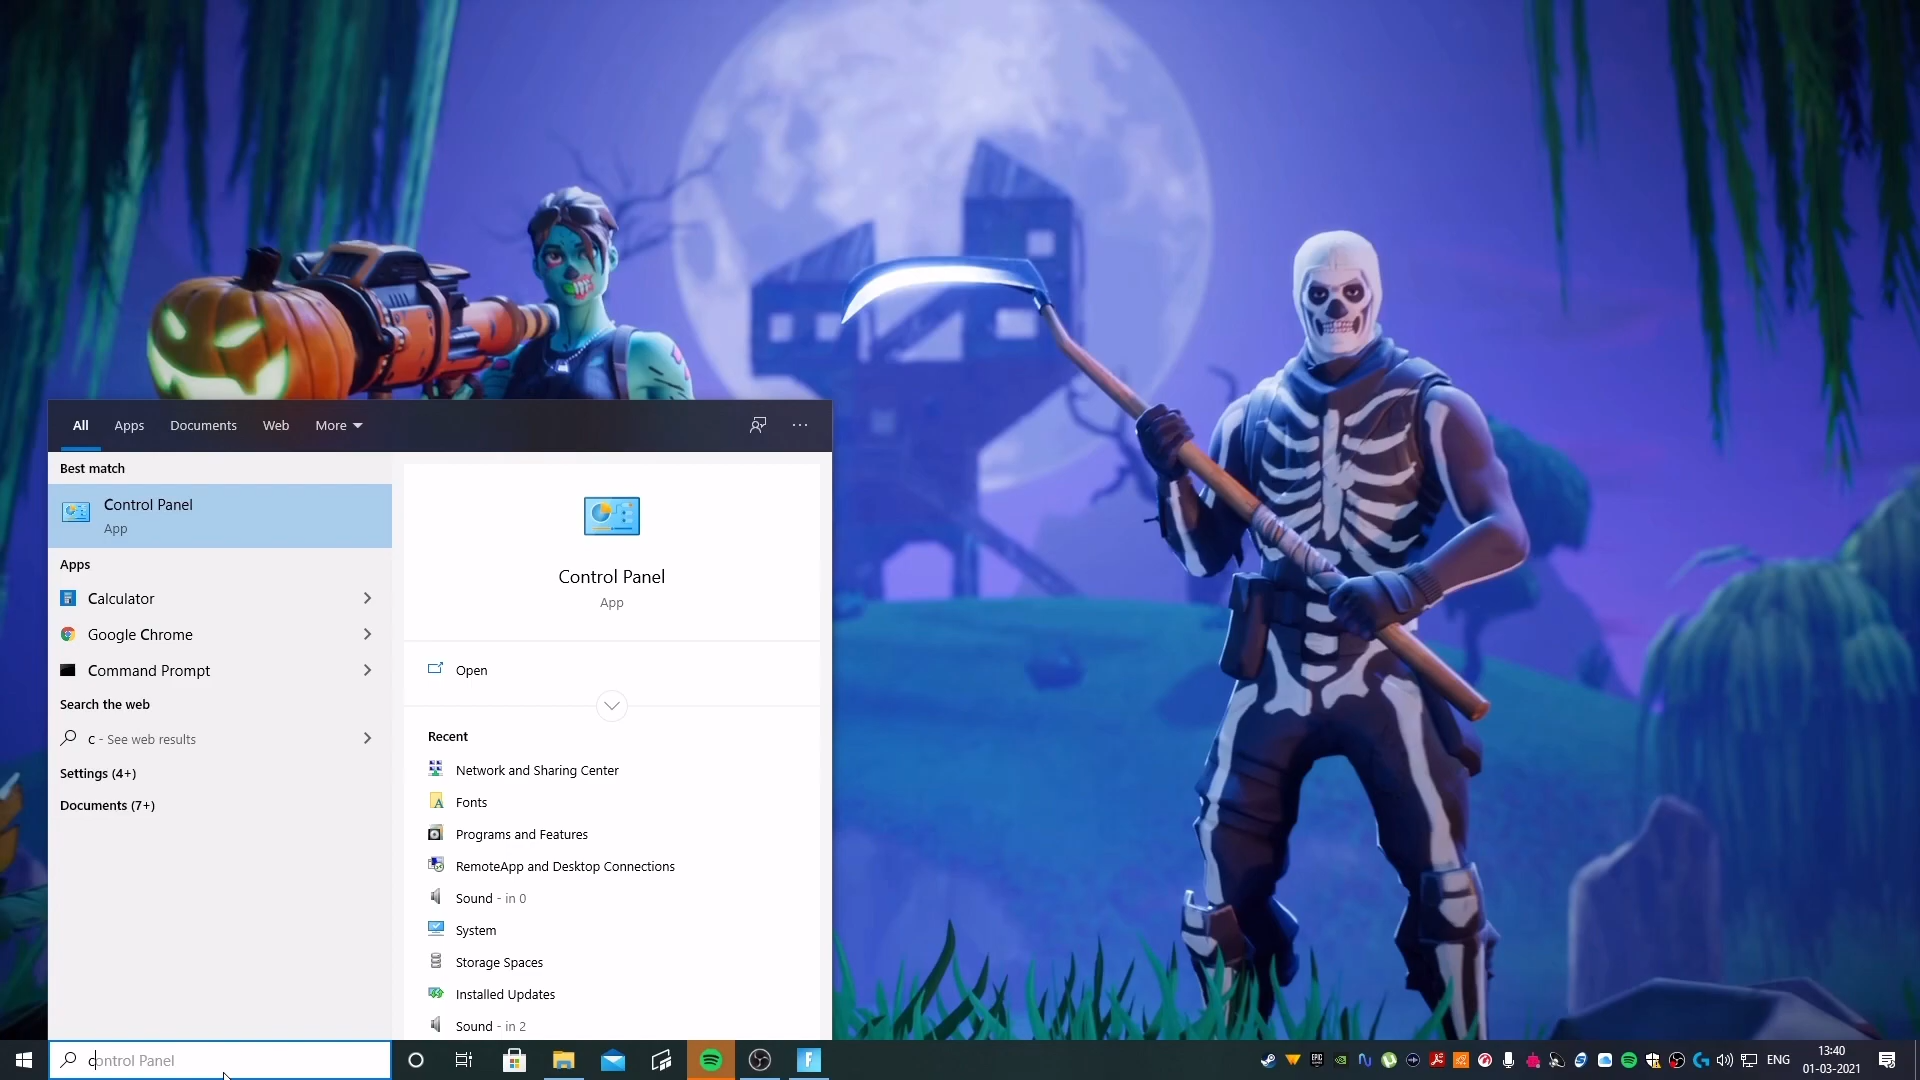 All Apps Documents Web More
Best match
Control Panel
App
Apps
Calculator
Google Chrome
Command Prompt
Search the web
c - See web results
Settings (4+)
Documents (7+)
Control Panel
App
Open
Recent
Network and Sharing Center
Fonts
Programs and Features
RemoteApp and Desktop Connections
Sound - in 0
System
Storage Spaces
Installed Updates
Sound - in 2
control Panel
ENG
13:40
01-03-2021